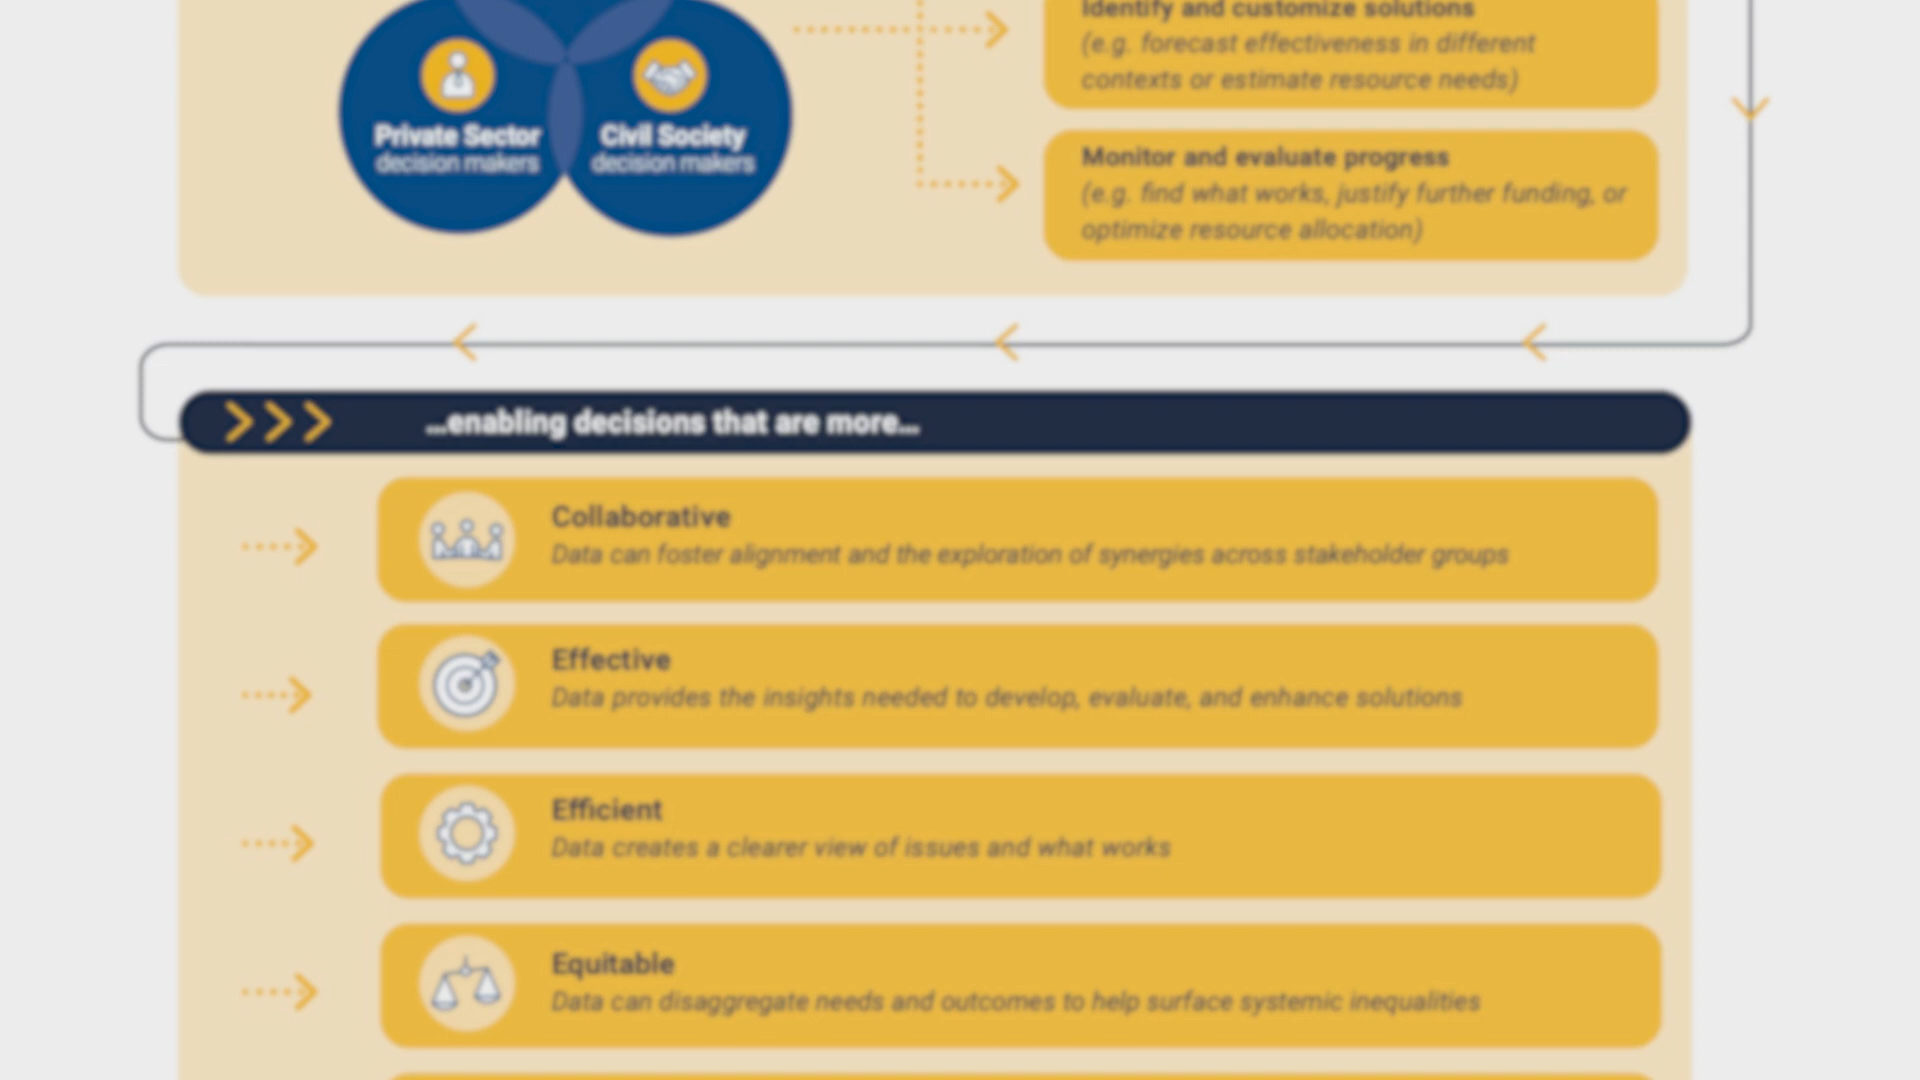 Private Sector
decision makers
Civil Society
decision makers
Identify and customize solutions
(e.g. forecast effectiveness in different
contexts or estimate resource needs)
Monitor and evaluate progress
(e.g. find what works, justify further funding, or
optimize resource allocation)
...enabling decisions that are more...
Collaborative
Data can foster alignment and the exploration of synergies across stakeholder groups
Effective
Data provides the insights needed to develop, evaluate, and enhance solutions
Efficient
Data creates a clearer view of issues and what works
Equitable
Data can disaggregate needs and outcomes to help surface systemic inequalities